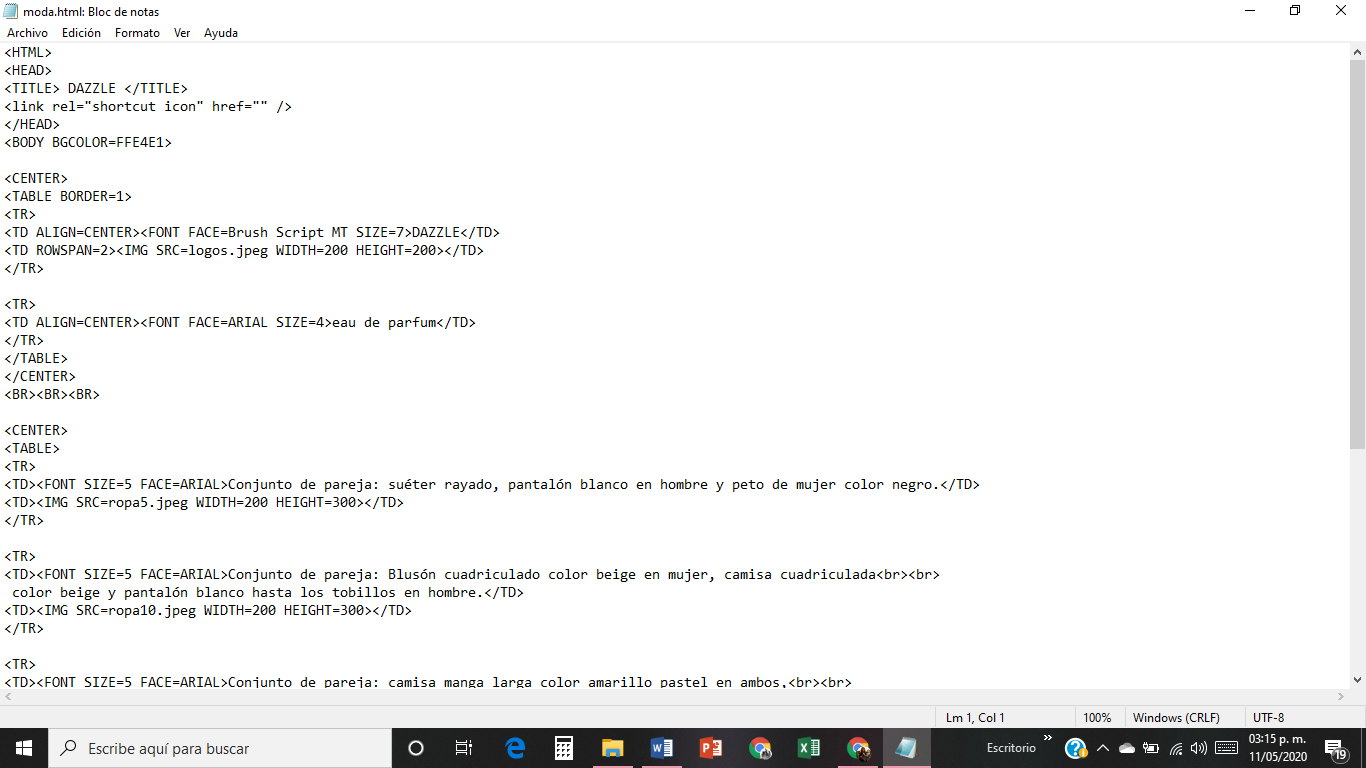 moda.html: Bloc de notas
Archivo Edición Formato Ver Ayuda
<HTML>
<HEAD>
<TITLE> DAZZLE </TITLE>
<link rel="shortcut icon" href="" />
</HEAD>
<BODY BGCOLOR=FFE4E1>
<CENTER>
<TABLE BORDER=1>
<TR>
<TD ALIGN=CENTER><FONT FACE=Brush Script MT SIZE=7>DAZZLE</TD>
<TD ROWSPAN=2><IMG SRC=logos.jpeg WIDTH=200 HEIGHT=200></TD>
</TR>
<TR>
<TD ALIGN=CENTER><FONT FACE=ARIAL SIZE=4>eau de parfum</TD>
</TR>
</TABLE>
</CENTER>
<BR><BR><BR>
<CENTER>
<TABLE>
<TR>
<TD><FONT SIZE=5 FACE=ARIAL>Conjunto de pareja: suéter rayado, pantalón blanco en hombre y peto de mujer color negro.</TD>
<TD><IMG SRC=ropa5.jpeg WIDTH=200 HEIGHT=300></TD>
</TR>
<TR>
<TD><FONT SIZE=5 FACE=ARIAL>Conjunto de pareja: Blusón cuadriculado color beige en mujer, camisa cuadriculada<br><br>
color beige y pantalón blanco hasta los tobillos en hombre.</TD>
<TD><IMG SRC=ropa10.jpeg WIDTH=200 HEIGHT=300></TD>
</TR>
<TR>
<TD><FONT SIZE=5 FACE=ARIAL>Conjunto de pareja: camisa manga larga color amarillo pastel en ambos,<br><br>
Lm 1, Col 1 100% Windows (CRLF) UTF-8
Escribe aquí para buscar
Escritorio
03:15 p. m.
11/05/2020
19